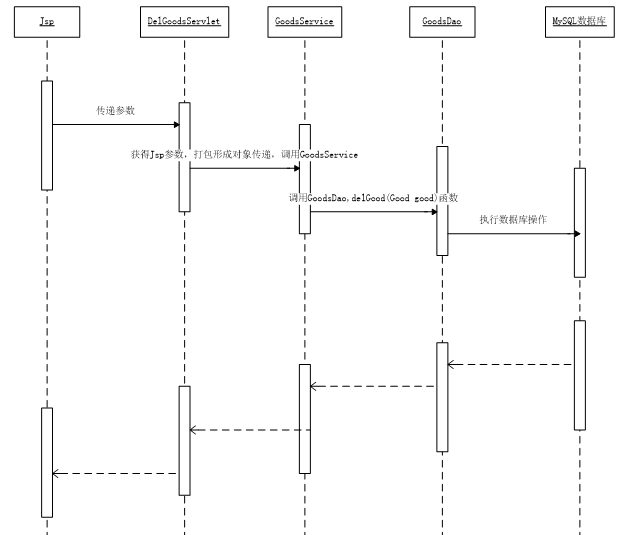 Jsp
DelGoodsServlet
GoodsService
GoodsDao
MySQL数据库
传递参数
获得Jsp参数，打包形成对象传递，调用GoodsService
调用GoodsDao,delGood(Good good)函数
执行数据库操作